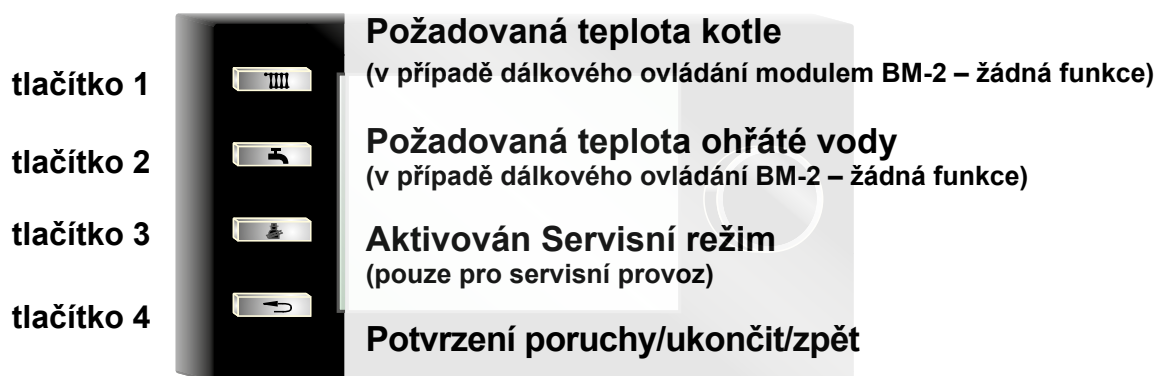 Požadovaná teplota kotle
tlačítko 1 (v případě dálkového ovládání modulem BM-2 – žádná funkce)
Požadovaná teplota ohřáté vody
tlačítko 2 (v případě dálkového ovládání BM-2 – žádná funkce)
tlačítko 3 Aktivován Servisní režim
(pouze pro servisní provoz)
tlačítko 4
Potvrzení poruchy/ukončit/zpět